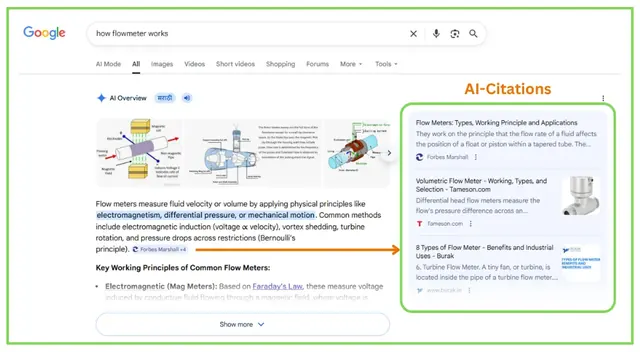 Google
how flowmeter works
AI Mode All Images Videos Short videos Shopping Forums More Tools
AI-Citations
AI Overview मराठी
Flow meters measure fluid velocity or volume by applying physical principles like
electromagnetism, differential pressure, or mechanical motion. Common methods
include electromagnetic induction (voltage ∝ velocity), vortex shedding, turbine
rotation, and pressure drops across restrictions (Bernoulli's
principle). Forbes Marshall +4
Key Working Principles of Common Flow Meters:
• Electromagnetic (Mag Meters): Based on Faraday's Law, these measure voltage
induced by conductive fluid flowing through a magnetic field, whose voltage is
Show more
Flow Meters: Types, Working Principle and Applications
They work on the principle that the flow rate of a fluid affects
the position of a float or piston within a tapered tube. The...
Forbes Marshall
Volumetric Flow Meter - Working, Types, and
Selection - Tameson.com
Differential head flow meters measure the
flow's pressure difference across an...
Tameson.com
8 Types of Flow Meter - Benefits and Industrial
Uses - Burak
6. Turbine Flow Meter. A tiny fan, or turbine, is
located inside the pipe of a turbine flow meter....